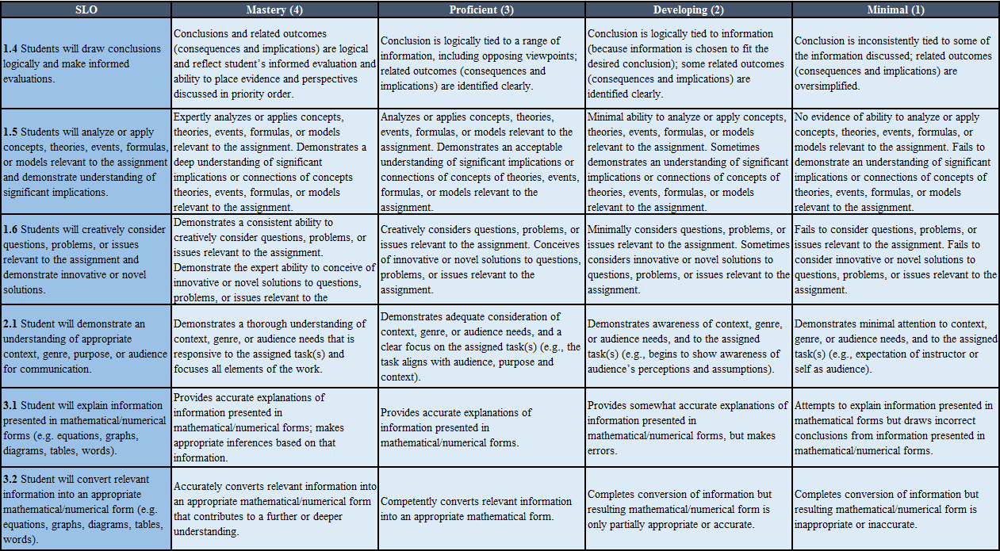 SLO
Mastery (4)
Proficient (3)
Developing (2)
Minimal (1)
1.4 Students will draw conclusions
logically and make informed
evaluations.
Conclusions and related outcomes
(consequences and implications) are logical
and reflect student’s informed evaluation and
ability to place evidence and perspectives
discussed in priority order.
Conclusion is logically tied to a range of
information, including opposing viewpoints;
related outcomes (consequences and
implications) are identified clearly.
Conclusion is logically tied to information
(because information is chosen to fit the
desired conclusion); some related outcomes
(consequences and implications) are
identified clearly.
Conclusion is inconsistently tied to some of
the information discussed; related outcomes
(consequences and implications) are
oversimplified.
1.5 Students will analyze or apply
concepts, theories, events, formulas,
or models relevant to the assignment
and demonstrate understanding of
significant implications.
Expertly analyzes or applies concepts,
theories, events, formulas, or models
relevant to the assignment. Demonstrates a
deep understanding of significant
implications or connections of concepts
theories, events, formulas, or models
relevant to the assignment.
Analyzes or applies concepts, theories,
events, formulas, or models relevant to the
assignment. Demonstrates an acceptable
understanding of significant implications or
connections of concepts of theories, events,
formulas, or models relevant to the
assignment.
Minimal ability to analyze or apply concepts,
theories, events, formulas, or models
relevant to the assignment. Sometimes
demonstrates an understanding of significant
implications or connections of concepts of
theories, events, formulas, or models
relevant to the assignment.
No evidence of ability to analyze or apply
concepts, theories, events, formulas, or
models relevant to the assignment. Fails to
demonstrate an understanding of significant
implications or connections of concepts of
theories, events, formulas, or models
relevant to the assignment.
1.6 Students will creatively consider
questions, problems, or issues
relevant to the assignment and
demonstrate innovative or novel
solutions.
Demonstrates a consistent ability to
creatively consider questions, problems, or
issues relevant to the assignment.
Demonstrate the expert ability to conceive of
innovative or novel solutions to questions,
problems, or issues relevant to the
Creatively considers questions, problems, or
issues relevant to the assignment. Conceives
of innovative or novel solutions to questions,
problems, or issues relevant to the
assignment.
Minimally considers questions, problems, or
issues relevant to the assignment. Sometimes
considers innovative or novel solutions to
questions, problems, or issues relevant to the
assignment.
Fails to consider questions, problems, or
issues relevant to the assignment. Fails to
consider innovative or novel solutions to
questions, problems, or issues relevant to the
assignment.
2.1 Student will demonstrate an
understanding of appropriate
context, genre, purpose, or audience
for communication.
Demonstrates a thorough understanding of
context, genre, or audience needs that is
responsive to the assigned task(s) and
focuses all elements of the work.
Demonstrates adequate consideration of
context, genre, or audience needs, and a
clear focus on the assigned task(s) (e.g., the
task aligns with audience, purpose and
context).
Demonstrates awareness of context, genre,
or audience needs, and to the assigned
task(s) (e.g., begins to show awareness of
audience’s perceptions and assumptions).
Demonstrates minimal attention to context,
genre, or audience needs, and to the assigned
task(s) (e.g., expectation of instructor or
self as audience).
3.1 Student will explain information
presented in mathematical/numerical
forms (e.g. equations, graphs,
diagrams, tables, words).
Provides accurate explanations of
information presented in
mathematical/numerical forms; makes
appropriate inferences based on that
information.
Provides accurate explanations of
information presented in
mathematical/numerical forms.
Provides somewhat accurate explanations of
information presented in
mathematical/numerical forms, but makes
errors.
Attempts to explain information presented in
mathematical forms but draws incorrect
conclusions from information presented in
mathematical/numerical forms.
3.2 Student will convert relevant
information into an appropriate
mathematical/numerical form (e.g.
equations, graphs, diagrams, tables,
words).
Accurately converts relevant information into
an appropriate mathematical/numerical form
that contributes to a further or deeper
understanding.
Competently converts relevant information
into an appropriate mathematical form.
Completes conversion of information but
resulting mathematical/numerical form is
only partially appropriate or accurate.
Completes conversion of information but
resulting mathematical/numerical form is
inappropriate or inaccurate.